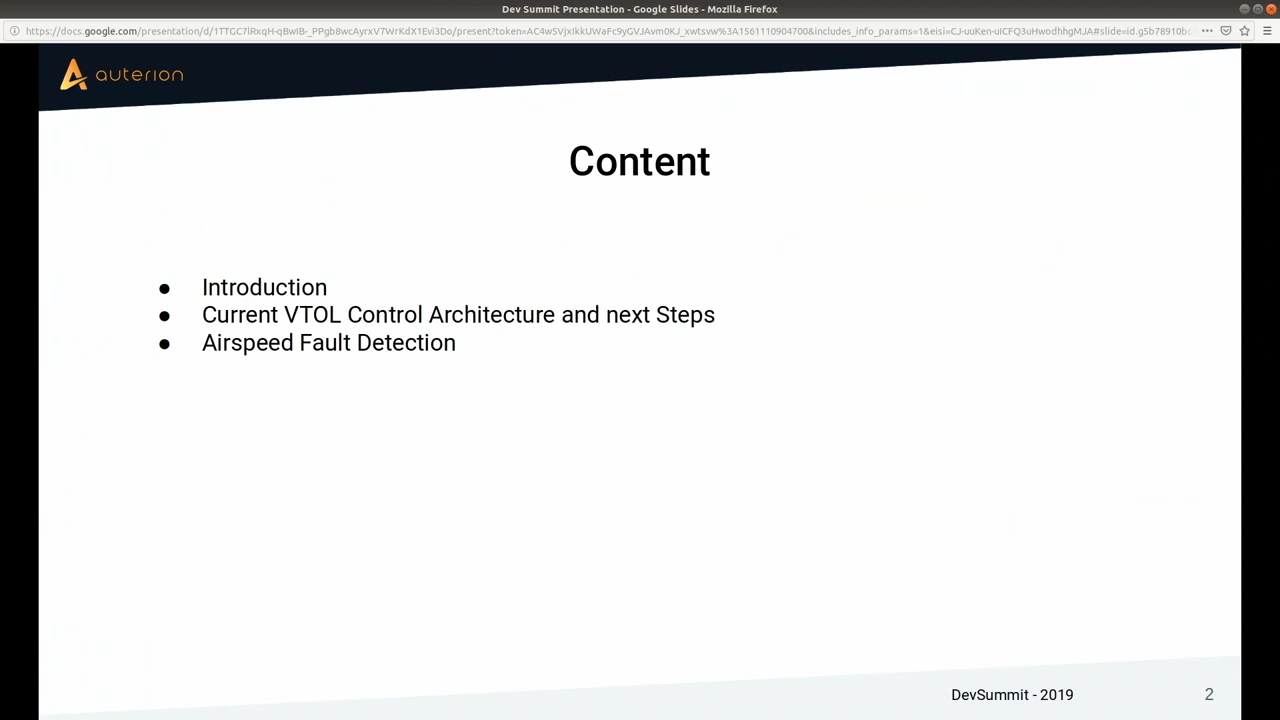 Dev Summit Presentation - Google Slides - Mozilla Firefox
auterion
Content
● Introduction
● Current VTOL Control Architecture and next Steps
● Airspeed Fault Detection
DevSummit - 2019
2